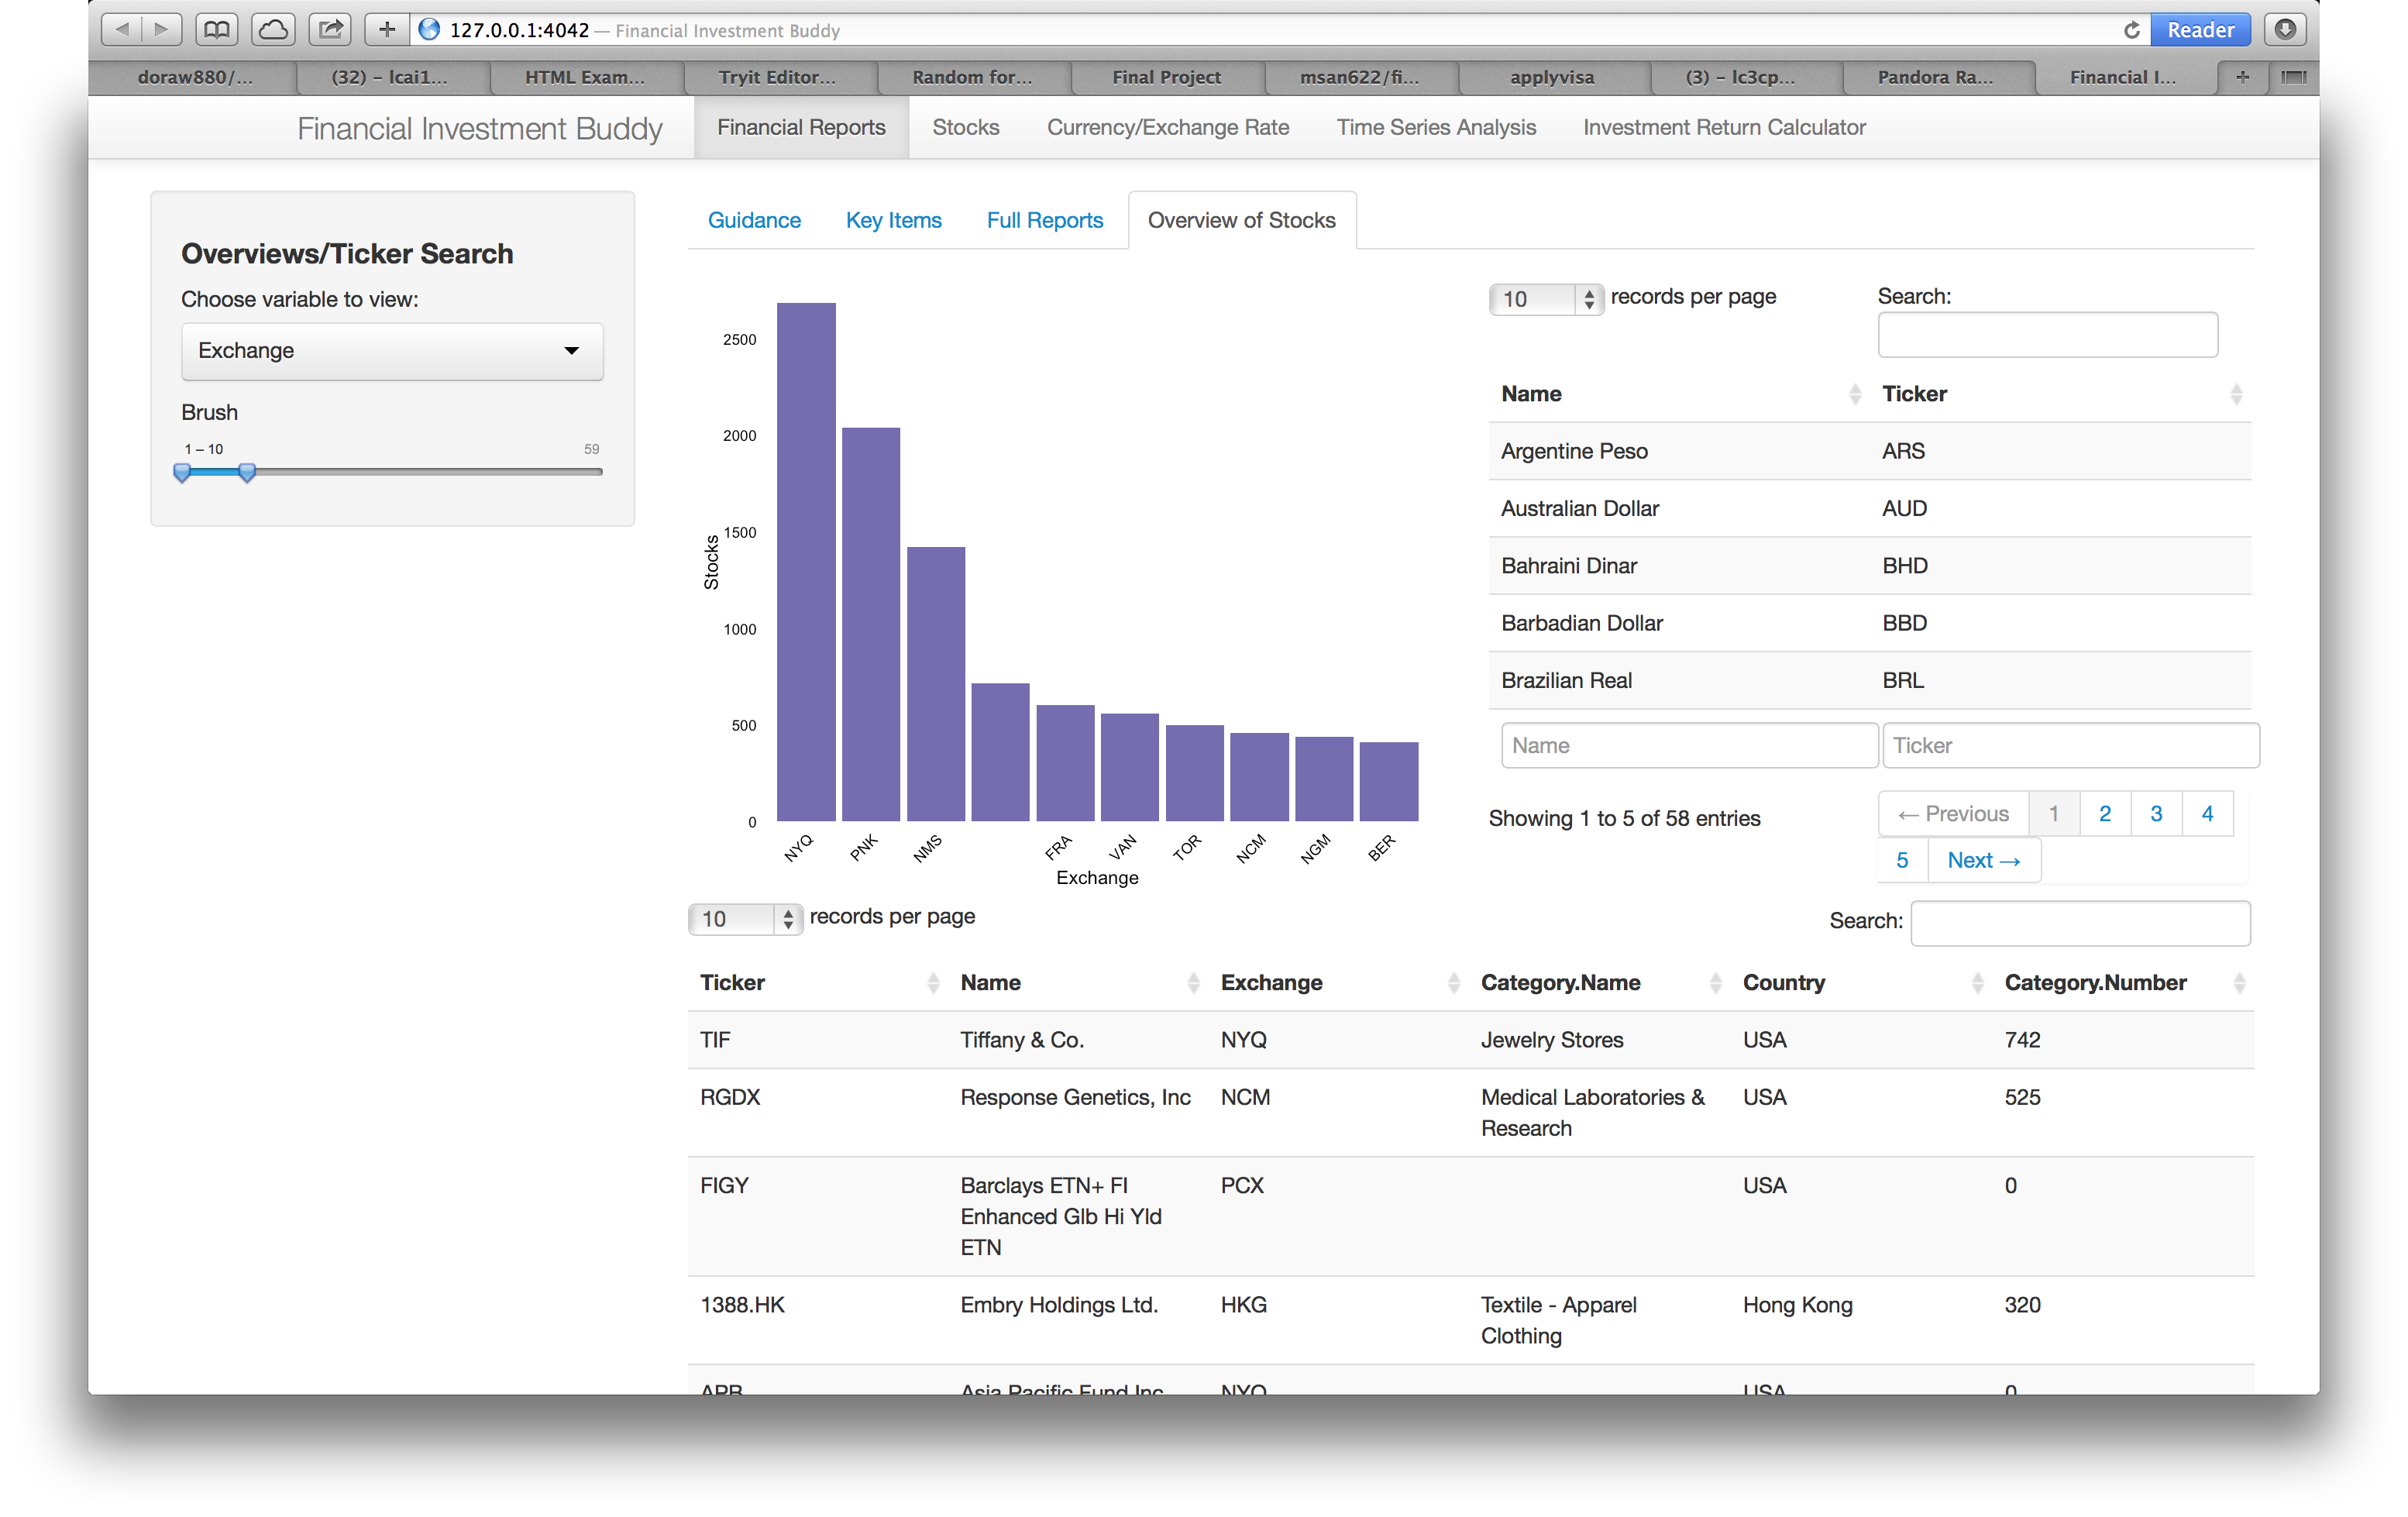 127.0.0.1:4042 — Financial Investment Buddy
Reader
doraw880/...
(32) – lcai1...
HTML Exam...
Tryit Editor...
Random for...
Final Project
msan622/fi...
applyvisa
(3) – lc3cp...
Pandora Ra...
Financial I...
Financial Investment Buddy
Financial Reports
Stocks
Currency/Exchange Rate
Time Series Analysis
Investment Return Calculator
Overviews/Ticker Search
Choose variable to view:
Exchange
Brush
1 – 10
59
Guidance
Key Items
Full Reports
Overview of Stocks
2500
2000
1500
1000
500
0
Stocks
NYQ
PNK
NMS
FRA
VAN
TOR
NCM
NGM
BER
Exchange
10 records per page
Search:
Name Ticker
Argentine Peso ARS
Australian Dollar AUD
Bahraini Dinar BHD
Barbadian Dollar BBD
Brazilian Real BRL
Name Ticker
Showing 1 to 5 of 58 entries
← Previous 1 2 3 4
5 Next →
10 records per page
Search:
Ticker Name Exchange Category.Name Country Category.Number
TIF Tiffany & Co. NYQ Jewelry Stores USA 742
RGDX Response Genetics, Inc NCM Medical Laboratories & USA 525
Research
FIGY Barclays ETN+ FI PCX USA 0
Enhanced Glb Hi Yld
ETN
1388.HK Embry Holdings Ltd. HKG Textile - Apparel Hong Kong 320
Clothing
APB Asia Pacific Fund Inc NYQ USA 0